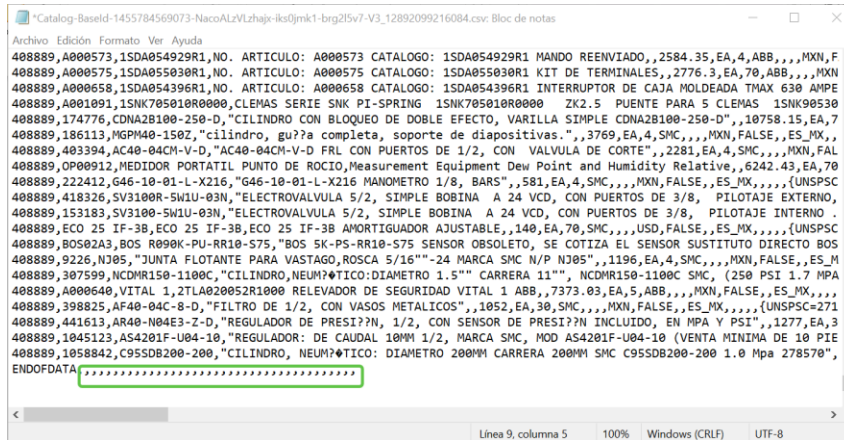 *Catalog-BaseId-1455784569073-NacoALzVLzhajx-iks0jmk1-brg2l5v7-V3_12892099216084.csv: Bloc de notas
Archivo Edición Formato Ver Ayuda
408889,A000573,1SDA054929R1,NO. ARTICULO: A000573 CATALOGO: 1SDA054929R1 MANDO REENVIADO,,2584.35,EA,4,ABB,,,,MXN,F
408889,A000575,1SDA055030R1,NO. ARTICULO: A000575 CATALOGO: 1SDA055030R1 KIT DE TERMINALES,,2776.3,EA,70,ABB,,,,MXN
408889,A000658,1SDA054396R1,NO. ARTICULO: A000658 CATALOGO: 1SDA054396R1 INTERRUPTOR DE CAJA MOLDEADA TMAX 630 AMPE
408889,A001091,1SNK705010R0000,CLEMAS SERIE SNK PI-SPRING  1SNK705010R0000   ZK2.5  PUENTE PARA 5 CLEMAS  1SNK90530
408889,174776,CDNA2B100-250-D,"CILINDRO CON BLOQUEO DE DOBLE EFECTO, VARILLA SIMPLE CDNA2B100-250-D",,10758.15,EA,7
408889,186113,MGPM40-150Z,"cilindro, gu??a completa, soporte de diapositivas.",,3769,EA,4,SMC,,,,MXN,FALSE,,ES_MX,,
408889,403394,AC40-04CM-V-D,"AC40-04CM-V-D FRL CON PUERTOS DE 1/2, CON  VALVULA DE CORTE",,2281,EA,4,SMC,,,,MXN,FAL
408889,OP00912,MEDIDOR PORTATIL PUNTO DE ROCIO,Measurement Equipment Dew Point and Humidity Relative,,6242.43,EA,70
408889,222412,G46-10-01-L-X216,"G46-10-01-L-X216 MANOMETRO 1/8, BARS",,581,EA,4,SMC,,,,MXN,FALSE,,ES_MX,,,,,{UNSPSC
408889,418326,SV3100R-5W1U-03N,"ELECTROVALVULA 5/2, SIMPLE BOBINA  A 24 VCD, CON PUERTOS DE 3/8,  PILOTAJE EXTERNO,
408889,153183,SV3100-5W1U-03N,"ELECTROVALVULA 5/2, SIMPLE BOBINA  A 24 VCD, CON PUERTOS DE 3/8,  PILOTAJE INTERNO .
408889,ECO 25 IF-3B,ECO 25 IF-3B,ECO 25 IF-3B AMORTIGUADOR AJUSTABLE,,140,EA,70,SMC,,,,USD,FALSE,,ES_MX,,,,,{UNSPSC
408889,BOS02A3,BOS R090K-PU-RR10-S75,"BOS 5K-PS-RR10-S75 SENSOR OBSOLETO, SE COTIZA EL SENSOR SUSTITUTO DIRECTO BOS
408889,9226,NJ05,"JUNTA FLOTANTE PARA VASTAGO,ROSCA 5/16""-24 MARCA SMC N/P NJ05",,1196,EA,4,SMC,,,,MXN,FALSE,,ES_M
408889,307599,NCDMR150-1100C,"CILINDRO,NEUM?�TICO:DIAMETRO 1.5"" CARRERA 11"", NCDMR150-1100C SMC, (250 PSI 1.7 MPA
408889,A000640,VITAL 1,2TLA020052R1000 RELEVADOR DE SEGURIDAD VITAL 1 ABB,,7373.03,EA,5,ABB,,,,MXN,FALSE,,ES_MX,,,,
408889,398825,AF40-04C-8-D,"FILTRO DE 1/2, CON VASOS METALICOS",,1052,EA,30,SMC,,,,MXN,FALSE,,ES_MX,,,,,{UNSPSC=271
408889,441613,AR40-N04E3-Z-D,"REGULADOR DE PRESI??N, 1/2, CON SENSOR DE PRESI??N INCLUIDO, EN MPA Y PSI",,1277,EA,3
408889,1045123,AS4201F-U04-10,"REGULADOR: DE CAUDAL 10MM 1/2, MARCA SMC, MOD AS4201F-U04-10 (VENTA MINIMA DE 10 PIE
408889,1058842,C95SDB200-200,"CILINDRO, NEUM?�TICO: DIAMETRO 200MM CARRERA 200MM SMC C95SDB200-200 1.0 Mpa 278570",
ENDOFDATA,,,,,,,,,,,,,,,,,,,,,,,,,,,,,,,,,,,,,,
Línea 9, columna 5 100% Windows (CRLF) UTF-8